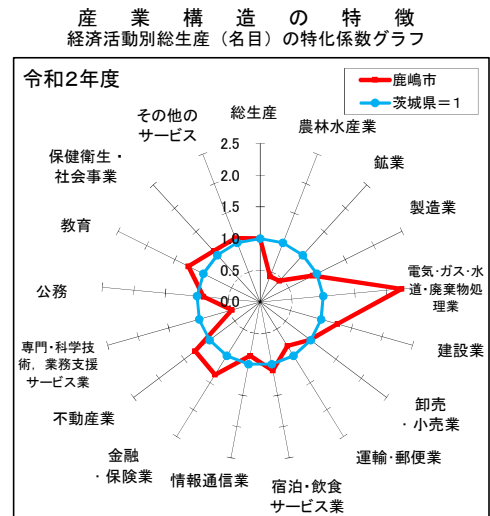 産業構造の特徴
経済活動別総生産（名目）の特化係数グラフ
令和2年度
鹿嶋市
茨城県＝1
総生産
農林水産業
鉱業
製造業
電気・ガス・水
道・廃棄物処
理業
建設業
卸売
・小売業
運輸・郵便業
宿泊・飲食
サービス業
情報通信業
金融
・保険業
不動産業
専門・科学技
術，業務支援
サービス業
公務
教育
保健衛生・
社会事業
その他の
サービス
2.5
2.0
1.5
1.0
0.5
0.0